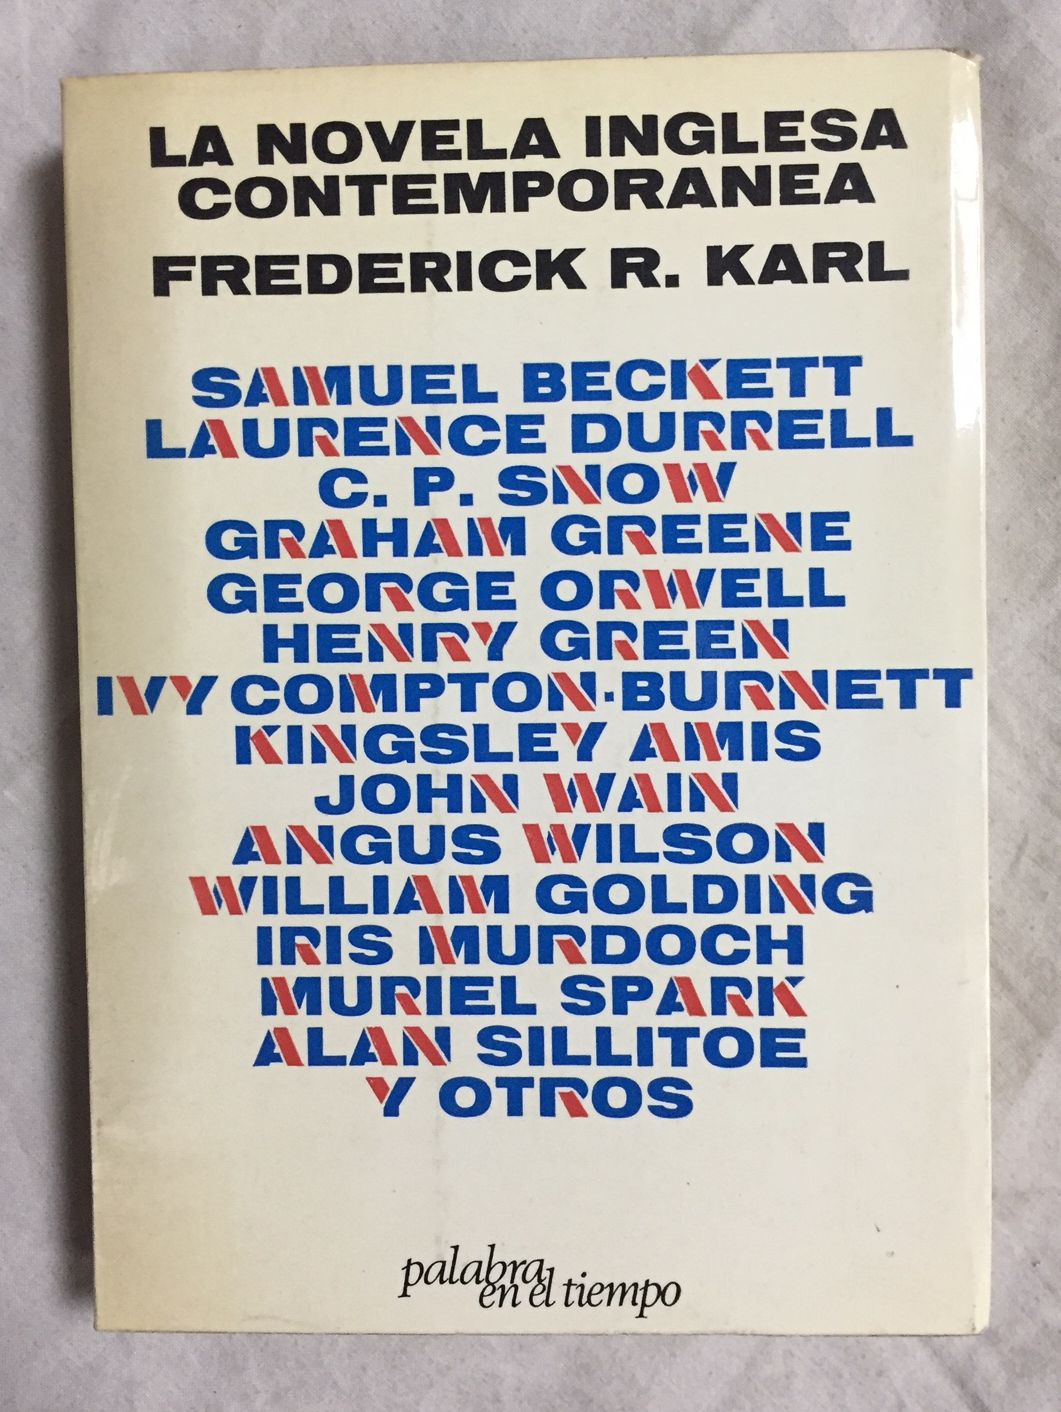 LA NOVELA INGLESA
CONTEMPORANEA
FREDERICK R. KARL
SAMUEL BECKETT
LAURENCE DURRELL
C. P. SNOW
GRAHAM GREENE
GEORGE ORWELL
HENRY GREEN
IVY COMPTON-BURNETT
KINGSLEY AMIS
JOHN WAIN
ANGUS WILSON
WILLIAM GOLDING
IRIS MURDOCH
MURIEL SPARK
ALAN SILLITOE
Y OTROS
palabra
en el tiempo